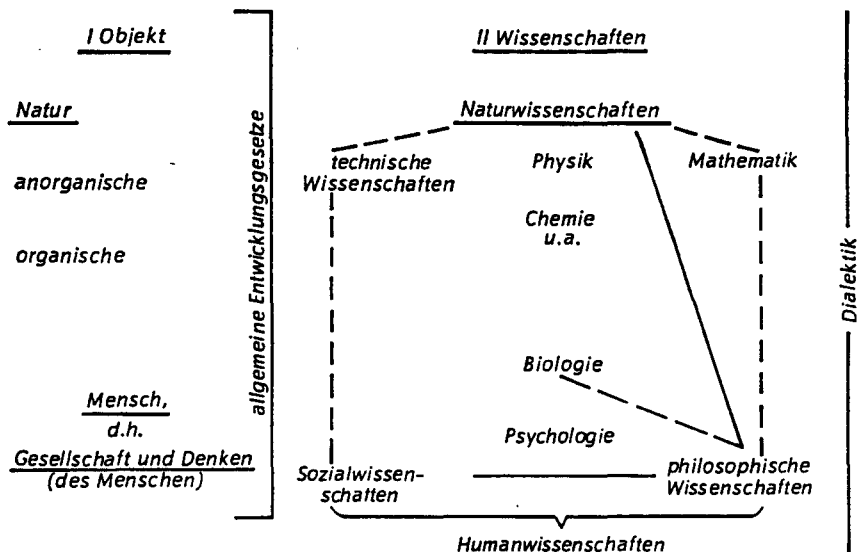 I Objekt
II Wissenschaften
Natur
Naturwissenschaften
anorganische
technische
Wissenschaften
Physik
Mathematik
organische
Chemie
u.a.
allgemeine Entwicklungsgesetze
Dialektik
Biologie
Mensch,
d.h.
Gesellschaft und Denken
(des Menschen)
Psychologie
Sozialwissen-
schatten
philosophische
Wissenschaften
Humanwissenschaften